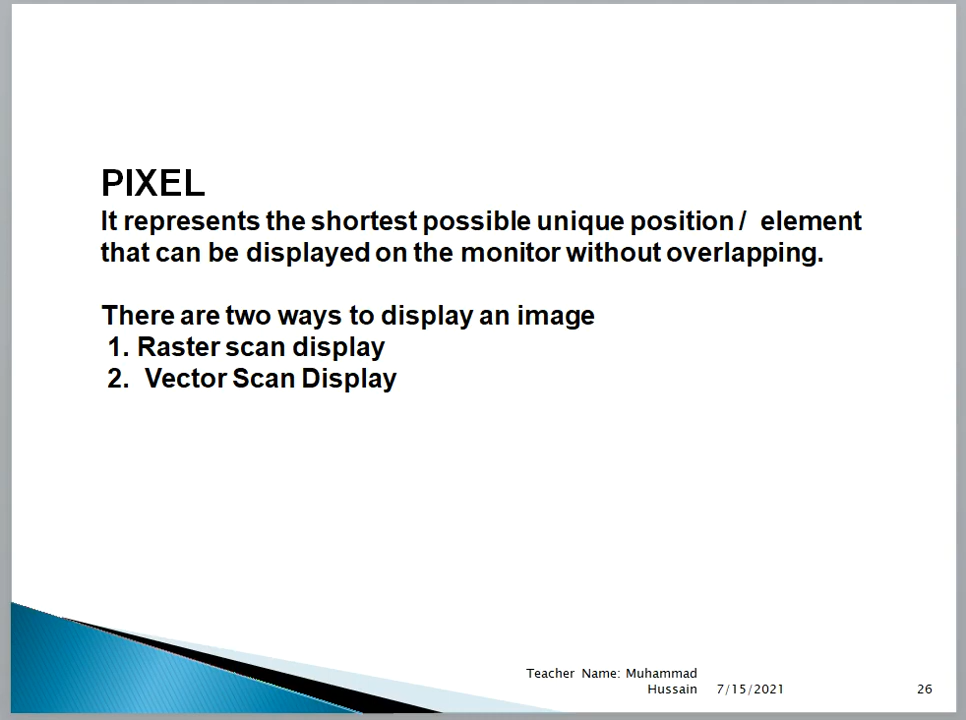 PIXEL
It represents the shortest possible unique position / element
that can be displayed on the monitor without overlapping.
There are two ways to display an image
1. Raster scan display
2. Vector Scan Display
Teacher Name: Muhammad
Hussain 7/15/2021 26